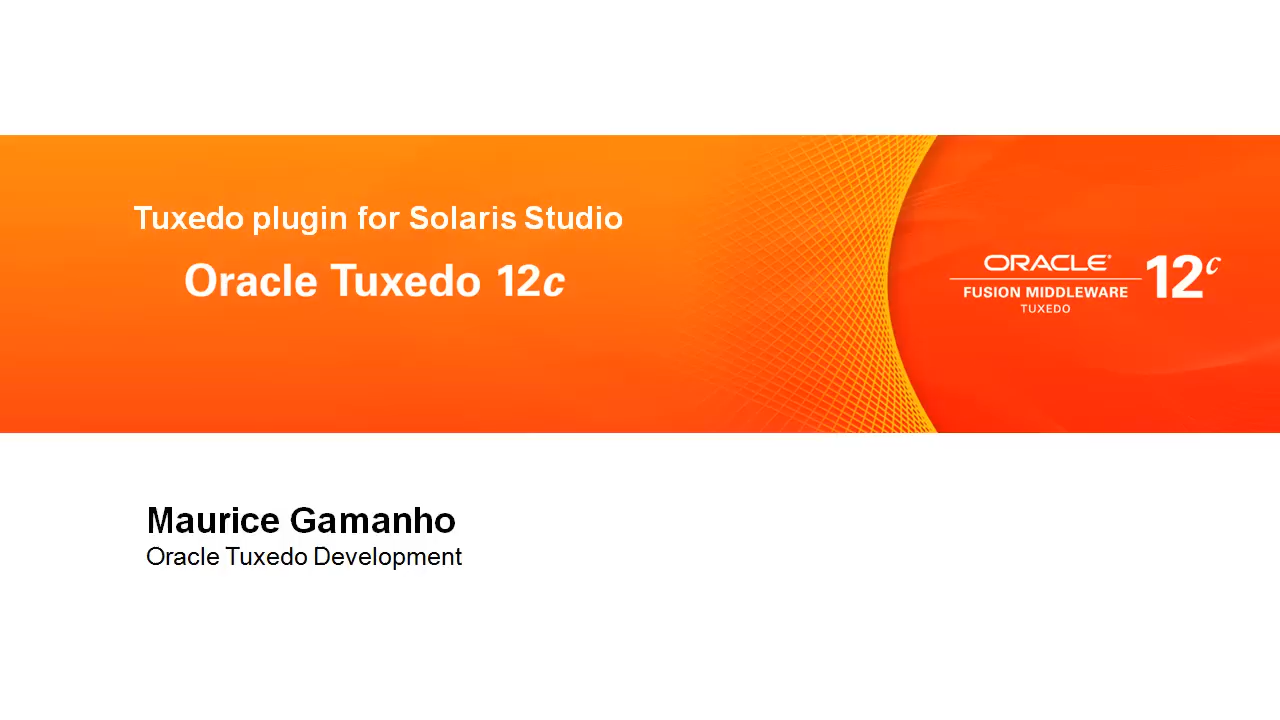 Tuxedo plugin for Solaris Studio
Oracle Tuxedo 12c
ORACLE®
FUSION MIDDLEWARE
TUXEDO
12c
Maurice Gamanho
Oracle Tuxedo Development